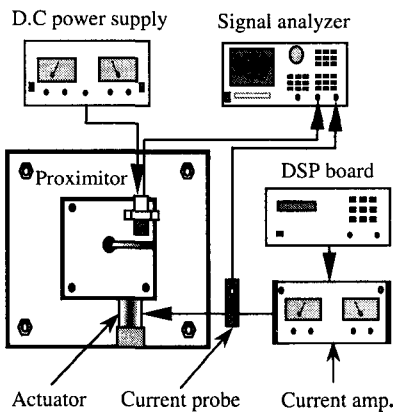 D.C power supply
Signal analyzer
Proximitor
DSP board
Actuator
Current probe
Current amp.